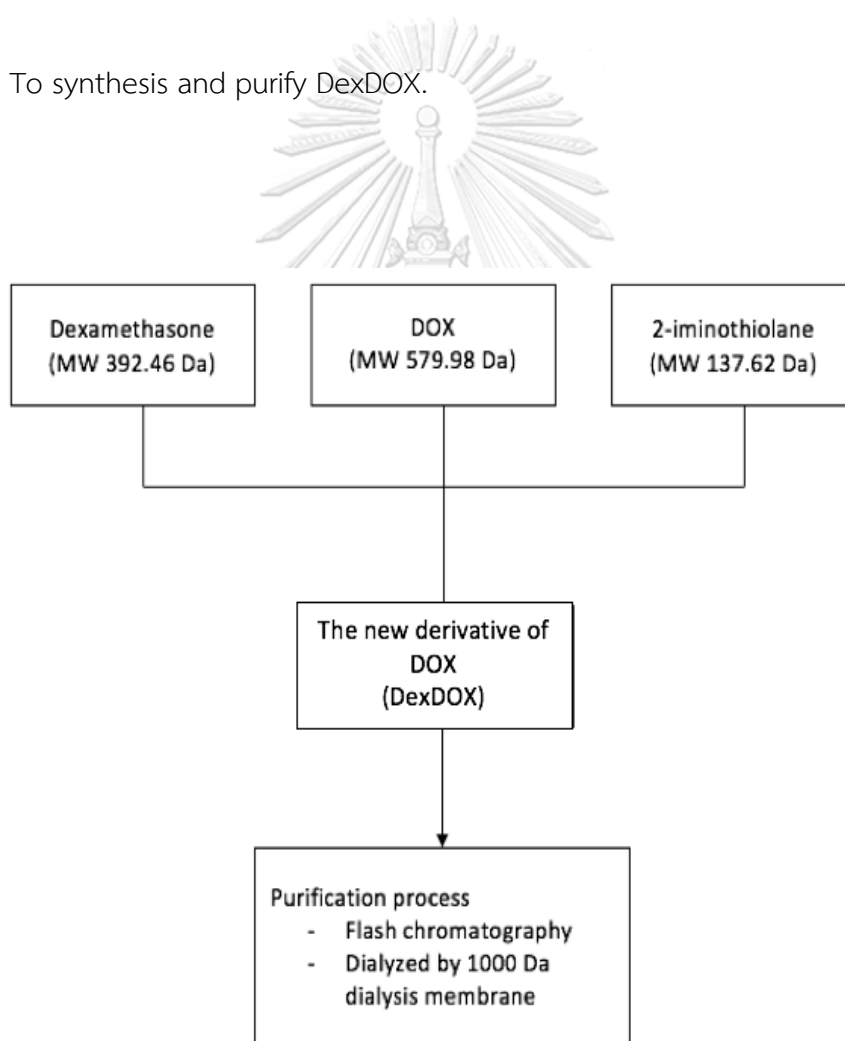 To synthesis and purify DexDOX.
Dexamethasone
(MW 392.46 Da)
DOX
(MW 579.98 Da)
2-iminothiolane
(MW 137.62 Da)
The new derivative of
DOX
(DexDOX)
Purification process
- Flash chromatography
- Dialyzed by 1000 Da
dialysis membrane